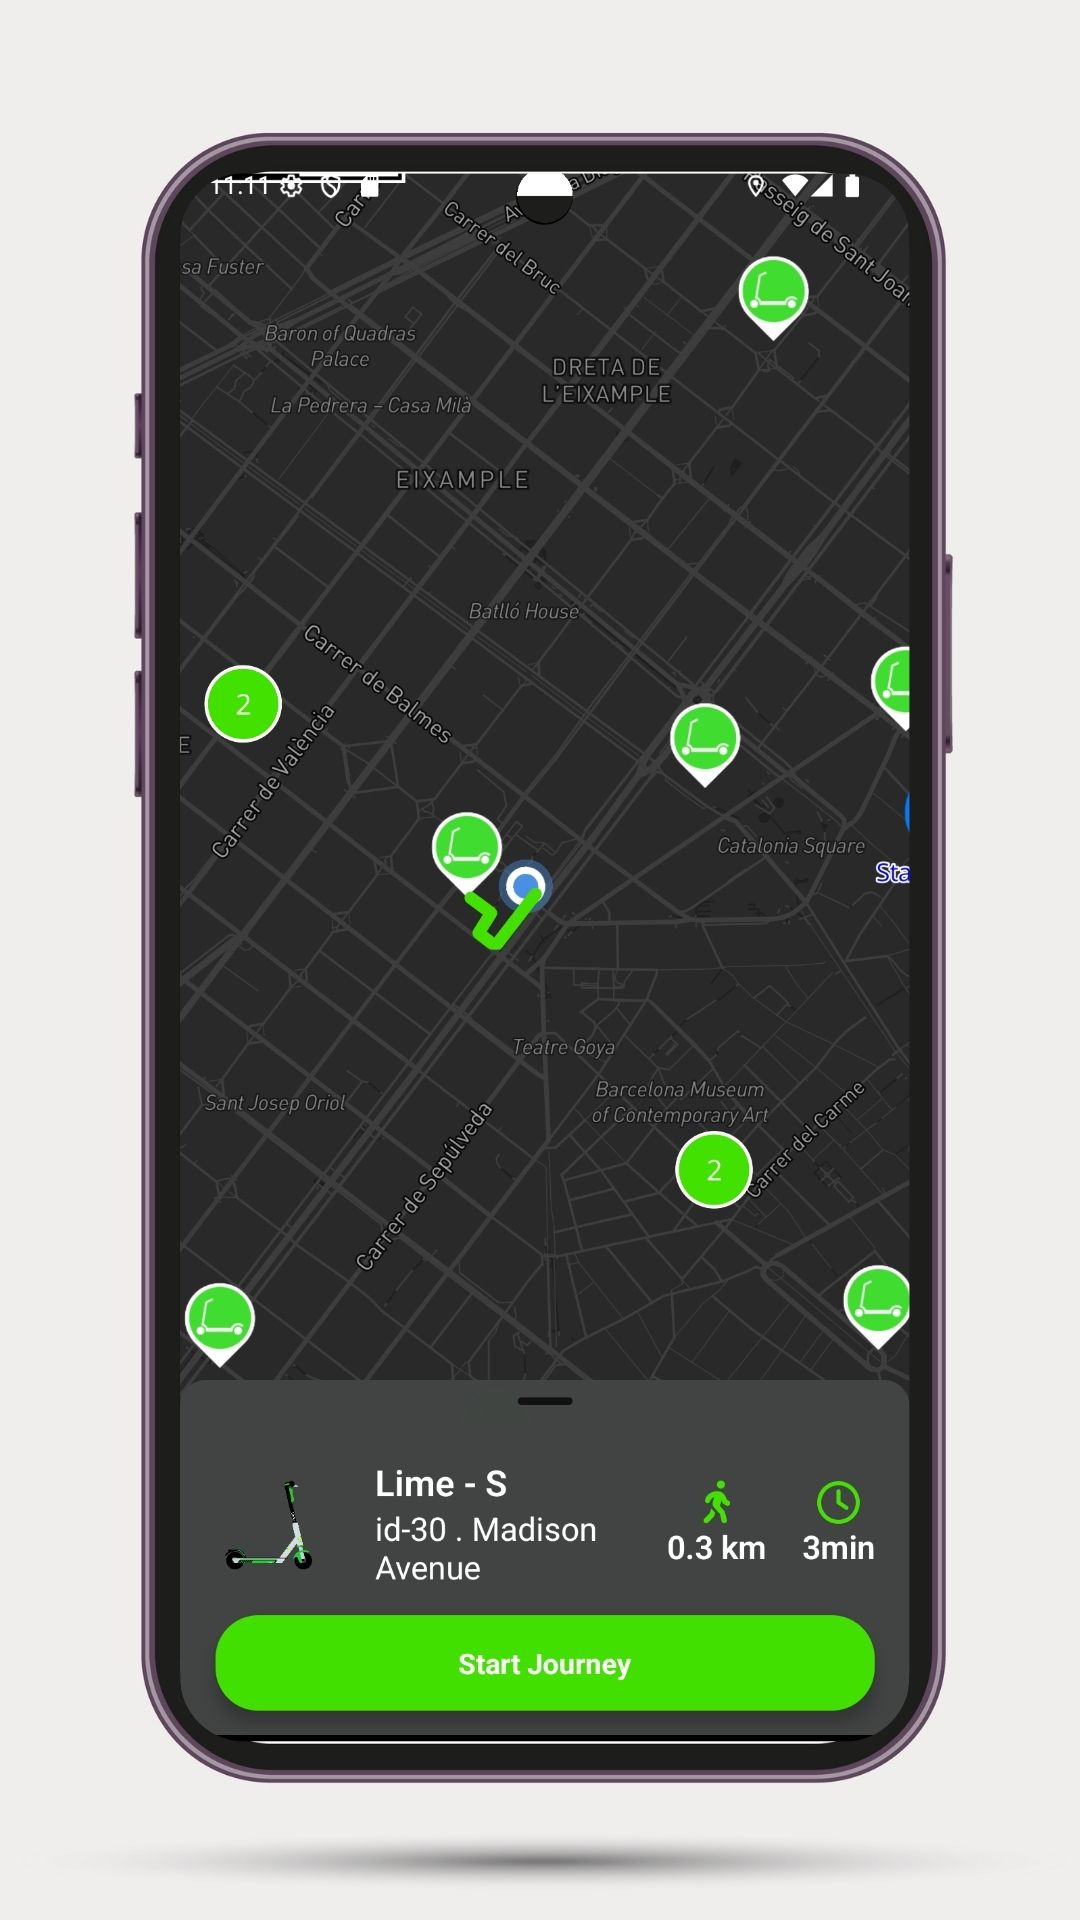 11:11
Carrer del Bruc
Passeig de Sant Joan
sa Fuster
Baron of Quadras
Palace
DRETA DE
L'EIXAMPLE
La Pedrera – Casa Milà
EIXAMPLE
Batlló House
Carrer de Balmes
2
Carrer de València
E
Catalonia Square
Sta
Teatre Goya
Barcelona Museum
of Contemporary Art
Sant Josep Oriol
Carrer del Carme
Carrer de Sepúlveda
2
Lime - S
id-30 . Madison
Avenue
0.3 km
3min
Start Journey